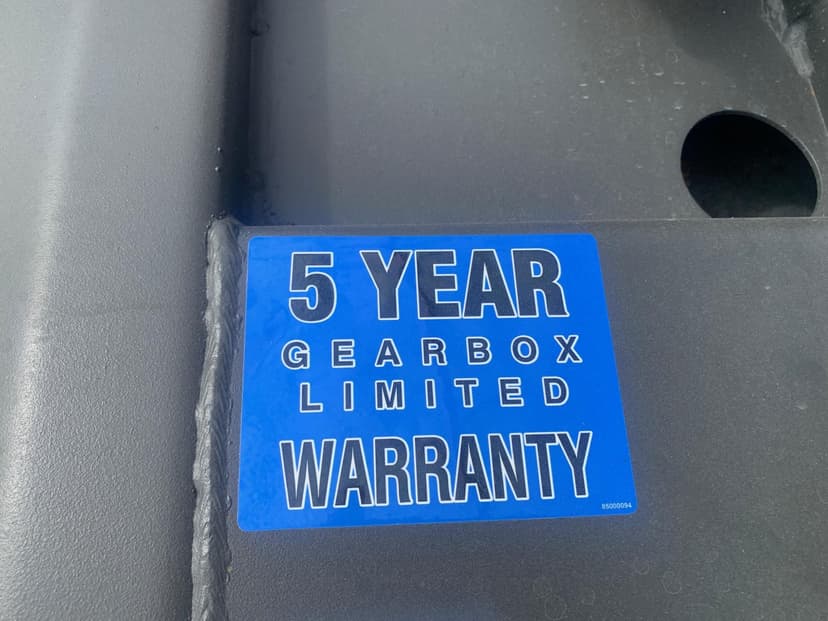 5 YEAR
GEARBOX
LIMITED
WARRANTY
85000094